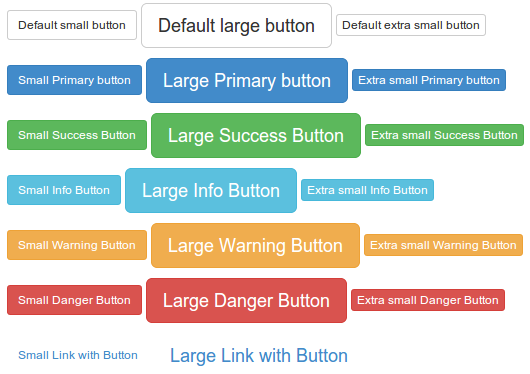 Default small button Default large button Default extra small button
Small Primary button Large Primary button Extra small Primary button
Small Success Button Large Success Button Extra small Success Button
Small Info Button Large Info Button Extra small Info Button
Small Warning Button Large Warning Button Extra small Warning Button
Small Danger Button Large Danger Button Extra small Danger Button
Small Link with Button Large Link with Button